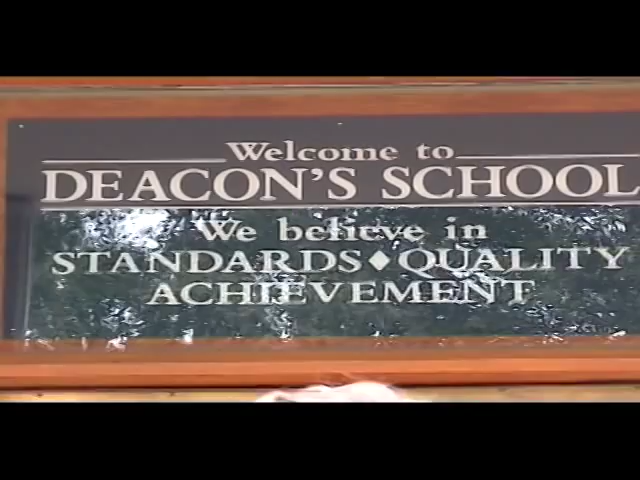 Welcome to
DEACON'S SCHOOL
We believe in
STANDARDS♦QUALITY
ACHIEVEMENT